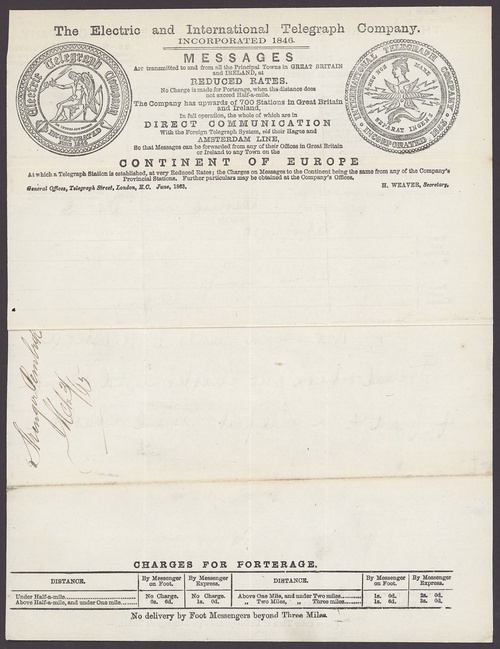 The Electric and International Telegraph Company.
INCORPORATED 1846.
MESSAGES
Are transmitted to and from all the Principal Towns in GREAT BRITAIN
and IRELAND, at
REDUCED RATES.
No Charge is made for Porterage, when the distance does
not exceed Half-a-mile.
The Company has upwards of 700 Stations in Great Britain
and Ireland,
In full operation, the whole of which are in
DIRECT COMMUNICATION
With the Foreign Telegraph System, via their Hague and
AMSTERDAM LINE,
So that Messages can be forwarded from any of their Offices in Great Britain
or Ireland to any Town on the
CONTINENT OF EUROPE
At which a Telegraph Station is established, at very Reduced Rates; the Charges on Messages to the Continent being the same from any of the Company's
Provincial Stations. Further particulars may be obtained at the Company's Offices.
General Offices, Telegraph Street, London, E.C. June, 1863. H. WEAVER, Secretary.
Electric Telegraph Company
INCORPORATED
INTERNATIONAL TELEGRAPH COMPANY
INCORPORATED
CHARGES FOR PORTERAGE.
DISTANCE. By Messenger on Foot. By Messenger Express. DISTANCE. By Messenger on Foot. By Messenger Express.
Under Half-a-mile No Charge. No Charge. Above One Mile, and under Two miles 1s. 0d. 2s. 0d.
Above Half-a-mile, and under One mile 0s. 6d. 1s. 0d. „ Two Miles, „ Three miles 1s. 6d. 3s. 0d.
No delivery by Foot Messengers beyond Three Miles.